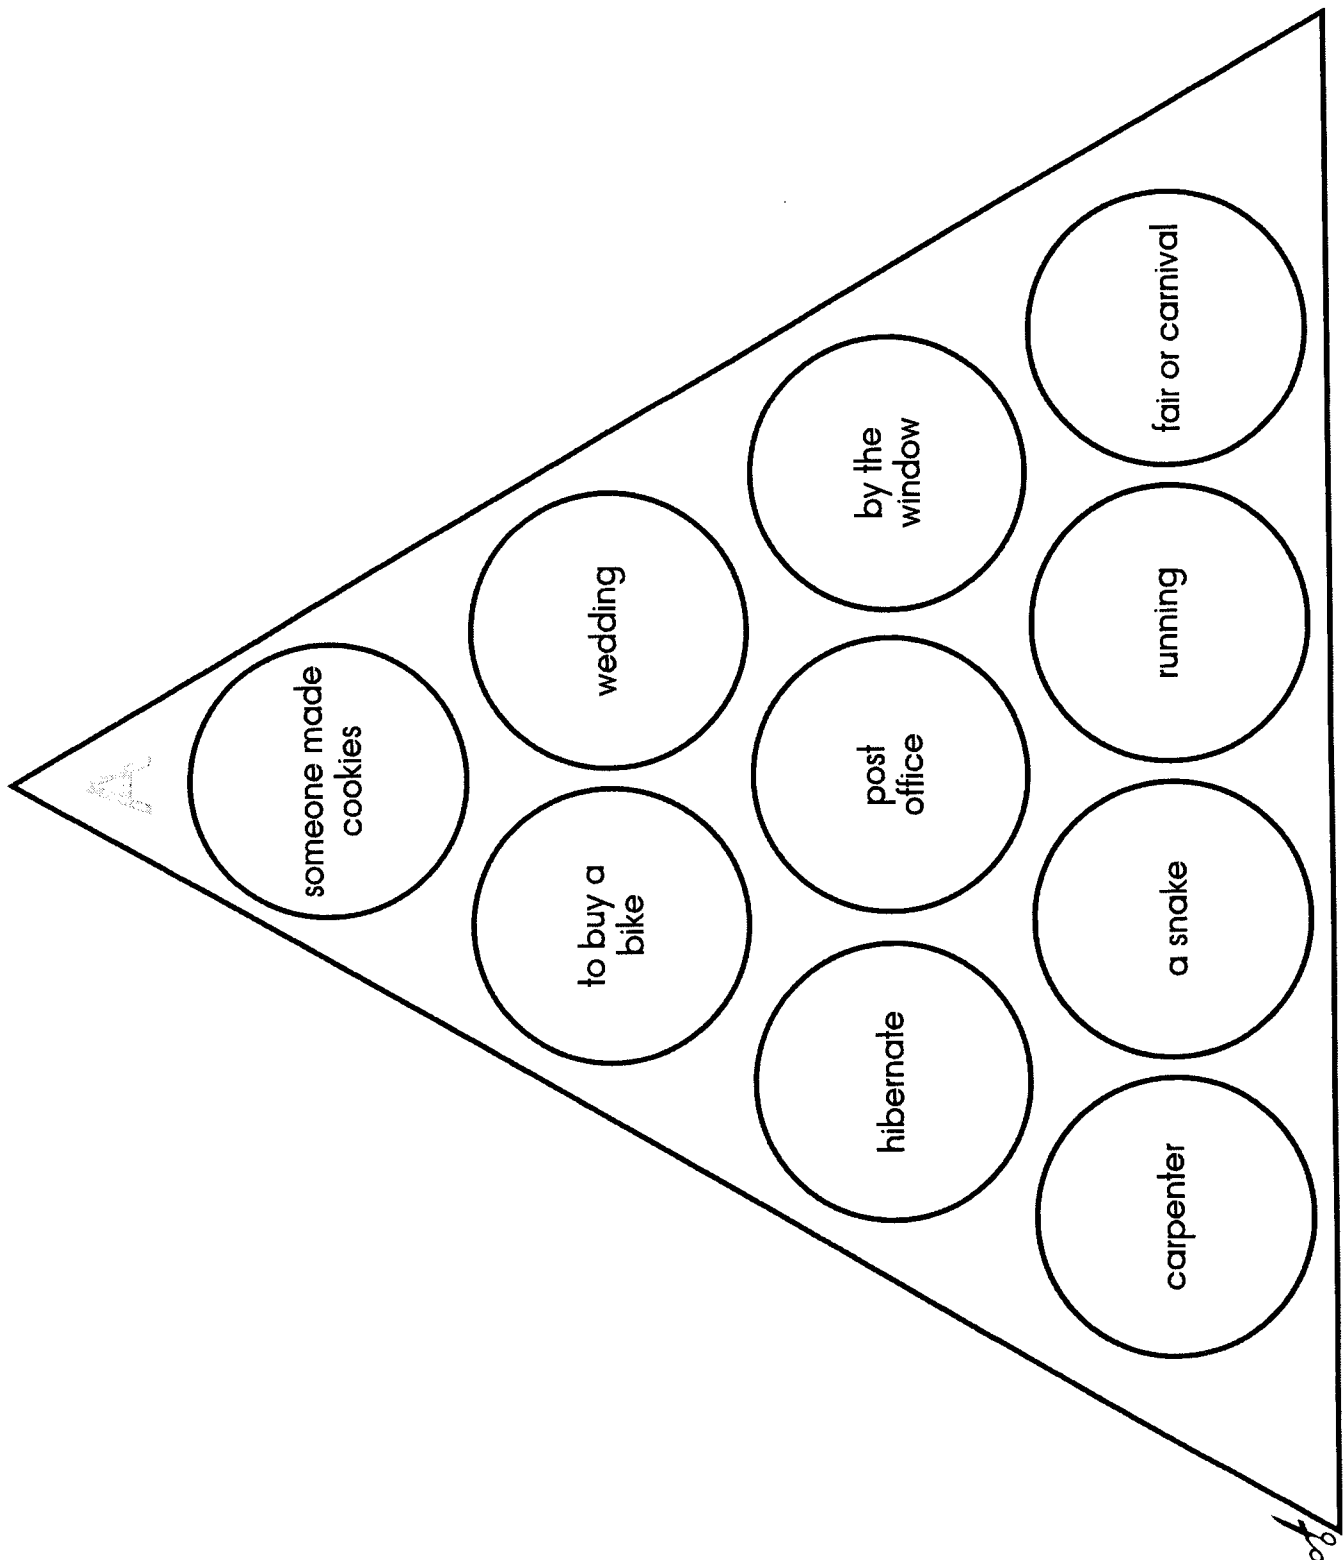 A
someone made
cookies
to buy a
bike
wedding
hibernate
post
office
by the
window
carpenter
a snake
running
fair or carnival